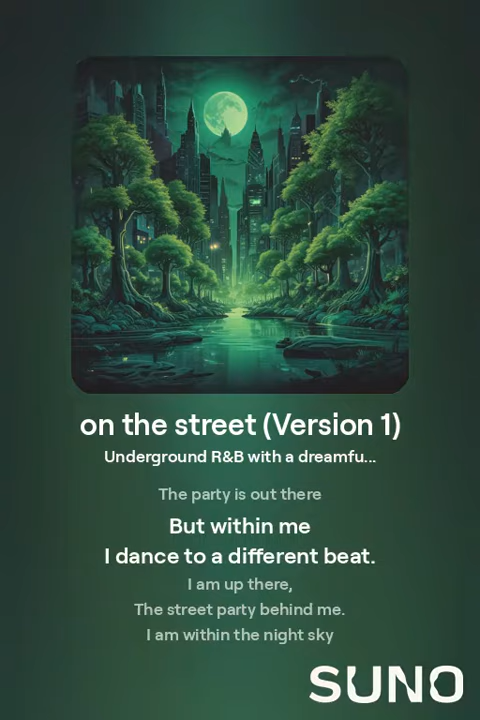 on the street (Version 1)
Underground R&B with a dreamfu...
The party is out there
But within me
I dance to a different beat.
I am up there,
The street party behind me.
I am within the night sky
SUNO